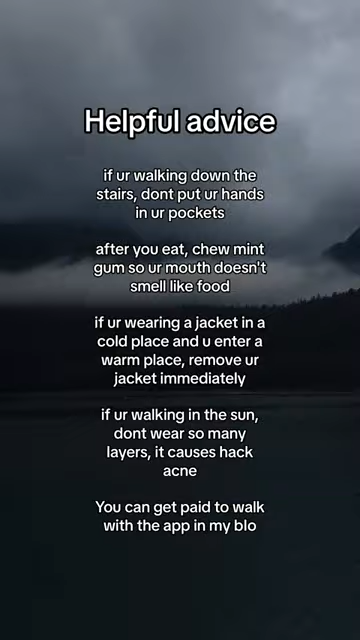 Helpful advice
if ur walking down the
stairs, dont put ur hands
in ur pockets
after you eat, chew mint
gum so ur mouth doesn't
smell like food
if ur wearing a jacket in a
cold place and u enter a
warm place, remove ur
jacket immediately
if ur walking in the sun,
dont wear so many
layers, it causes hack
acne
You can get paid to walk
with the app in my blo